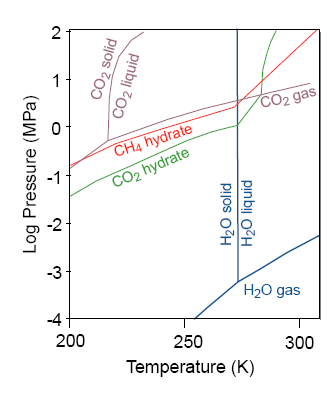 2
1
0
-1
-2
-3
-4
200
250
300
Log Pressure (MPa)
Temperature (K)
CO2 solid
CO2 liquid
CO2 gas
CH4 hydrate
CO2 hydrate
H2O solid
H2O liquid
H2O gas